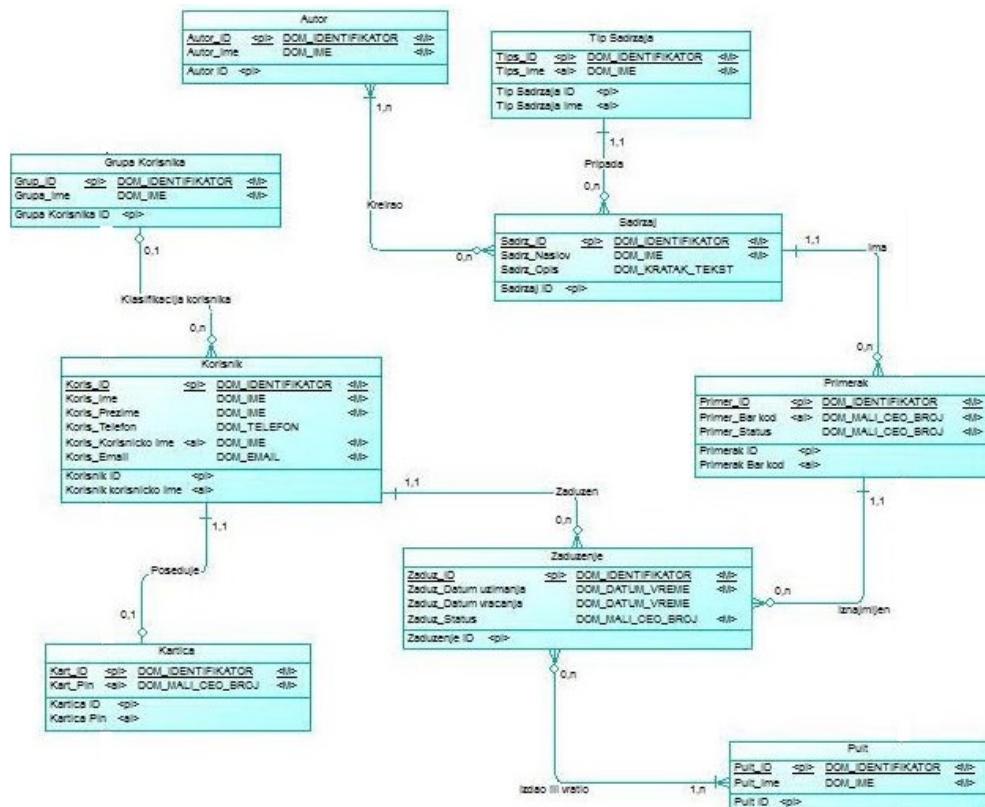 Autor
Autor_ID <pi> DOM_IDENTIFIKATOR <M>
Autor_Ime DOM_IME <M>
Autor ID <pi>
Tip Sadrzaja
Tips_ID <pi> DOM_IDENTIFIKATOR <M>
Tips_Ime <ai> DOM_IME <M>
Tip Sadrzaja ID <pi>
Tip Sadrzaja Ime <ai>
1,n
1,1
Pripada
0,n
Kreirao
0,n
Grupa Korisnika
Grup_ID <pi> DOM_IDENTIFIKATOR <M>
Grupa_Ime DOM_IME <M>
Grupa Korisnika ID <pi>
0,1
Klasifikacija korisnika
0,n
Sadrzaj
Sadrz_ID <pi> DOM_IDENTIFIKATOR <M>
Sadrz_Naslov DOM_IME <M>
Sadrz_Opis DOM_KRATAK_TEKST
Sadrzaj ID <pi>
1,1
Ima
0,n
Korisnik
Koris_ID <pi> DOM_IDENTIFIKATOR <M>
Koris_Ime DOM_IME <M>
Koris_Prezime DOM_IME <M>
Koris_Telefon DOM_TELEFON
Koris_Korisnicko Ime <ai> DOM_IME <M>
Koris_Email DOM_EMAIL <M>
Korisnik ID <pi>
Korisnik korisnicko ime <ai>
Primerak
Primer_ID <pi> DOM_IDENTIFIKATOR <M>
Primer_Bar kod <ai> DOM_MALI_CEO_BROJ <M>
Primer_Status DOM_MALI_CEO_BROJ <M>
Primerak ID <pi>
Primerak Bar kod <ai>
1,1
Zaduzen
0,n
1,1
Iznajmljen
0,n
1,1
Poseduje
0,1
Zaduzenje
Zaduz_ID <pi> DOM_IDENTIFIKATOR <M>
Zaduz_Datum uzimanja DOM_DATUM_VREME <M>
Zaduz_Datum vracanja DOM_DATUM_VREME
Zaduz_Status DOM_MALI_CEO_BROJ <M>
Zaduzenje ID <pi>
Kartica
Kart_ID <pi> DOM_IDENTIFIKATOR <M>
Kart_Pin <ai> DOM_MALI_CEO_BROJ <M>
Kartica ID <pi>
Kartica Pin <ai>
0,n
Izdao ili vratio
1,n
Pult
Pult_ID <pi> DOM_IDENTIFIKATOR <M>
Pult_Ime DOM_IME <M>
Pult ID <pi>